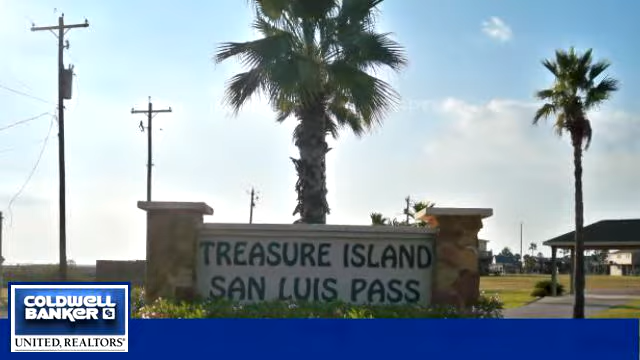 TREASURE ISLAND
SAN LUIS PASS
COLDWELL
BANKER
UNITED, REALTORS®